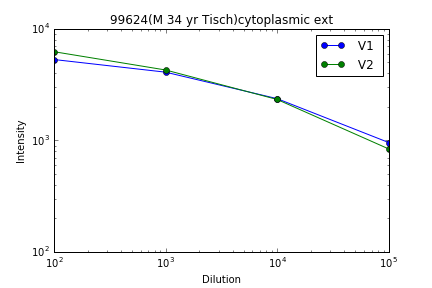 99624(M 34 yr Tisch)cytoplasmic ext
10^4
V1
V2
10^3
Intensity
10^2
10^2 10^3 10^4 10^5
Dilution